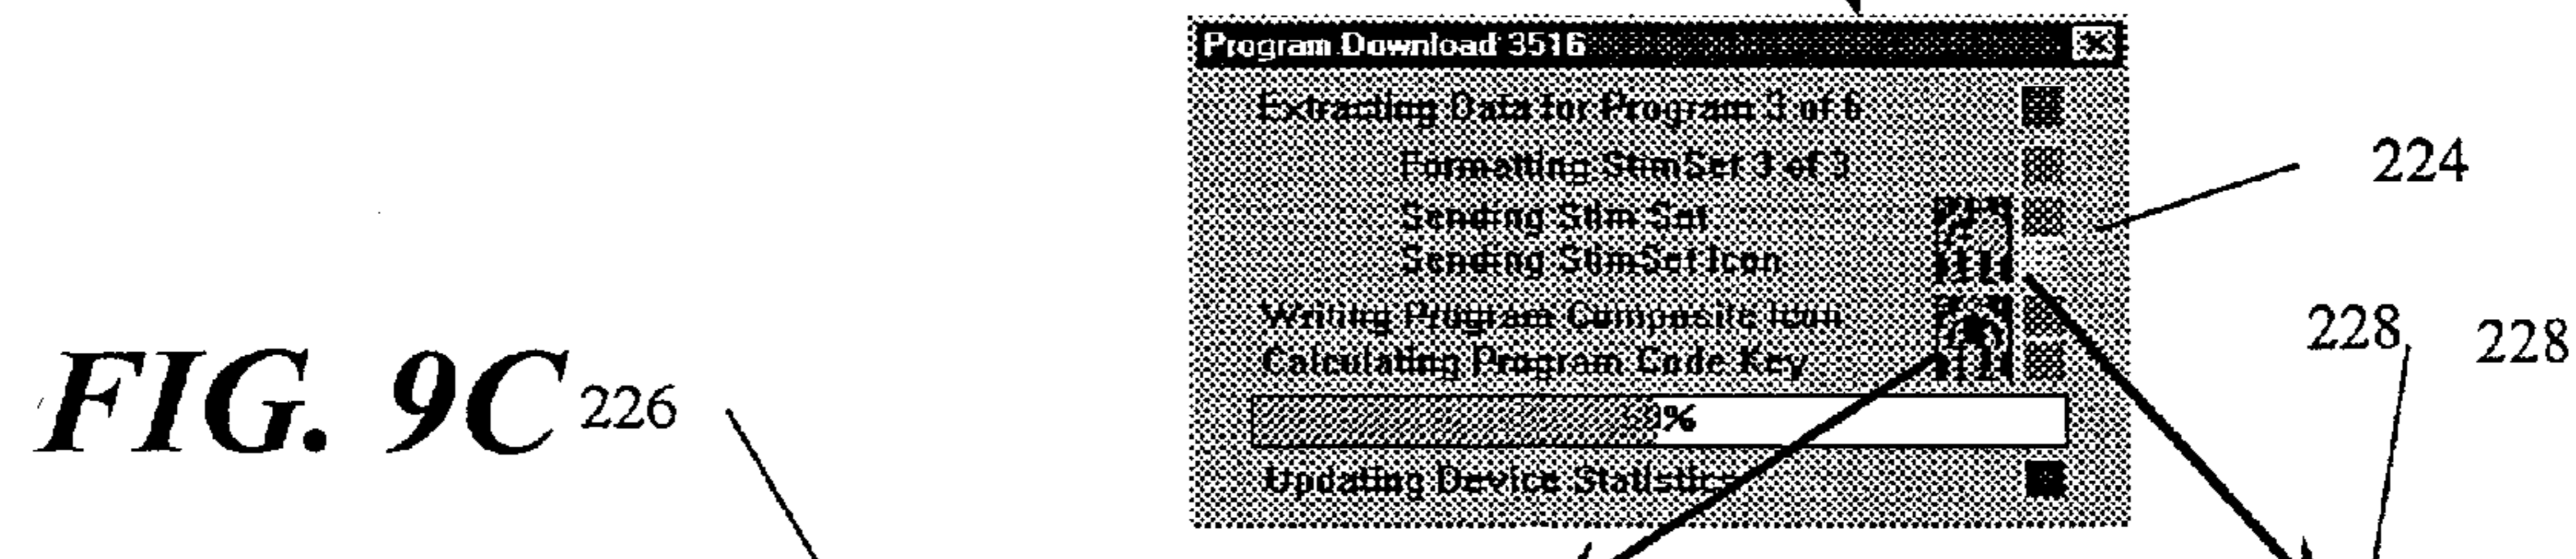 Program Download 3516
Extracting Data for Program 3 of 6
Formatting StimSet 3 of 3
Sending Stim Set
Sending StimSet Icon
Writing Program Composite Icon
Calculating Program Code Key
%
Updating Device Statistics
224
228
228
FIG. 9C
226